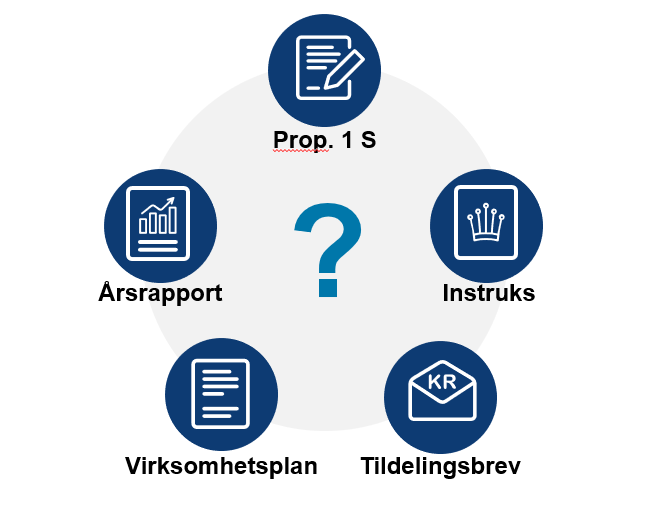 Prop. 1 S
?
Årsrapport
Instruks
KR
Virksomhetsplan
Tildelingsbrev